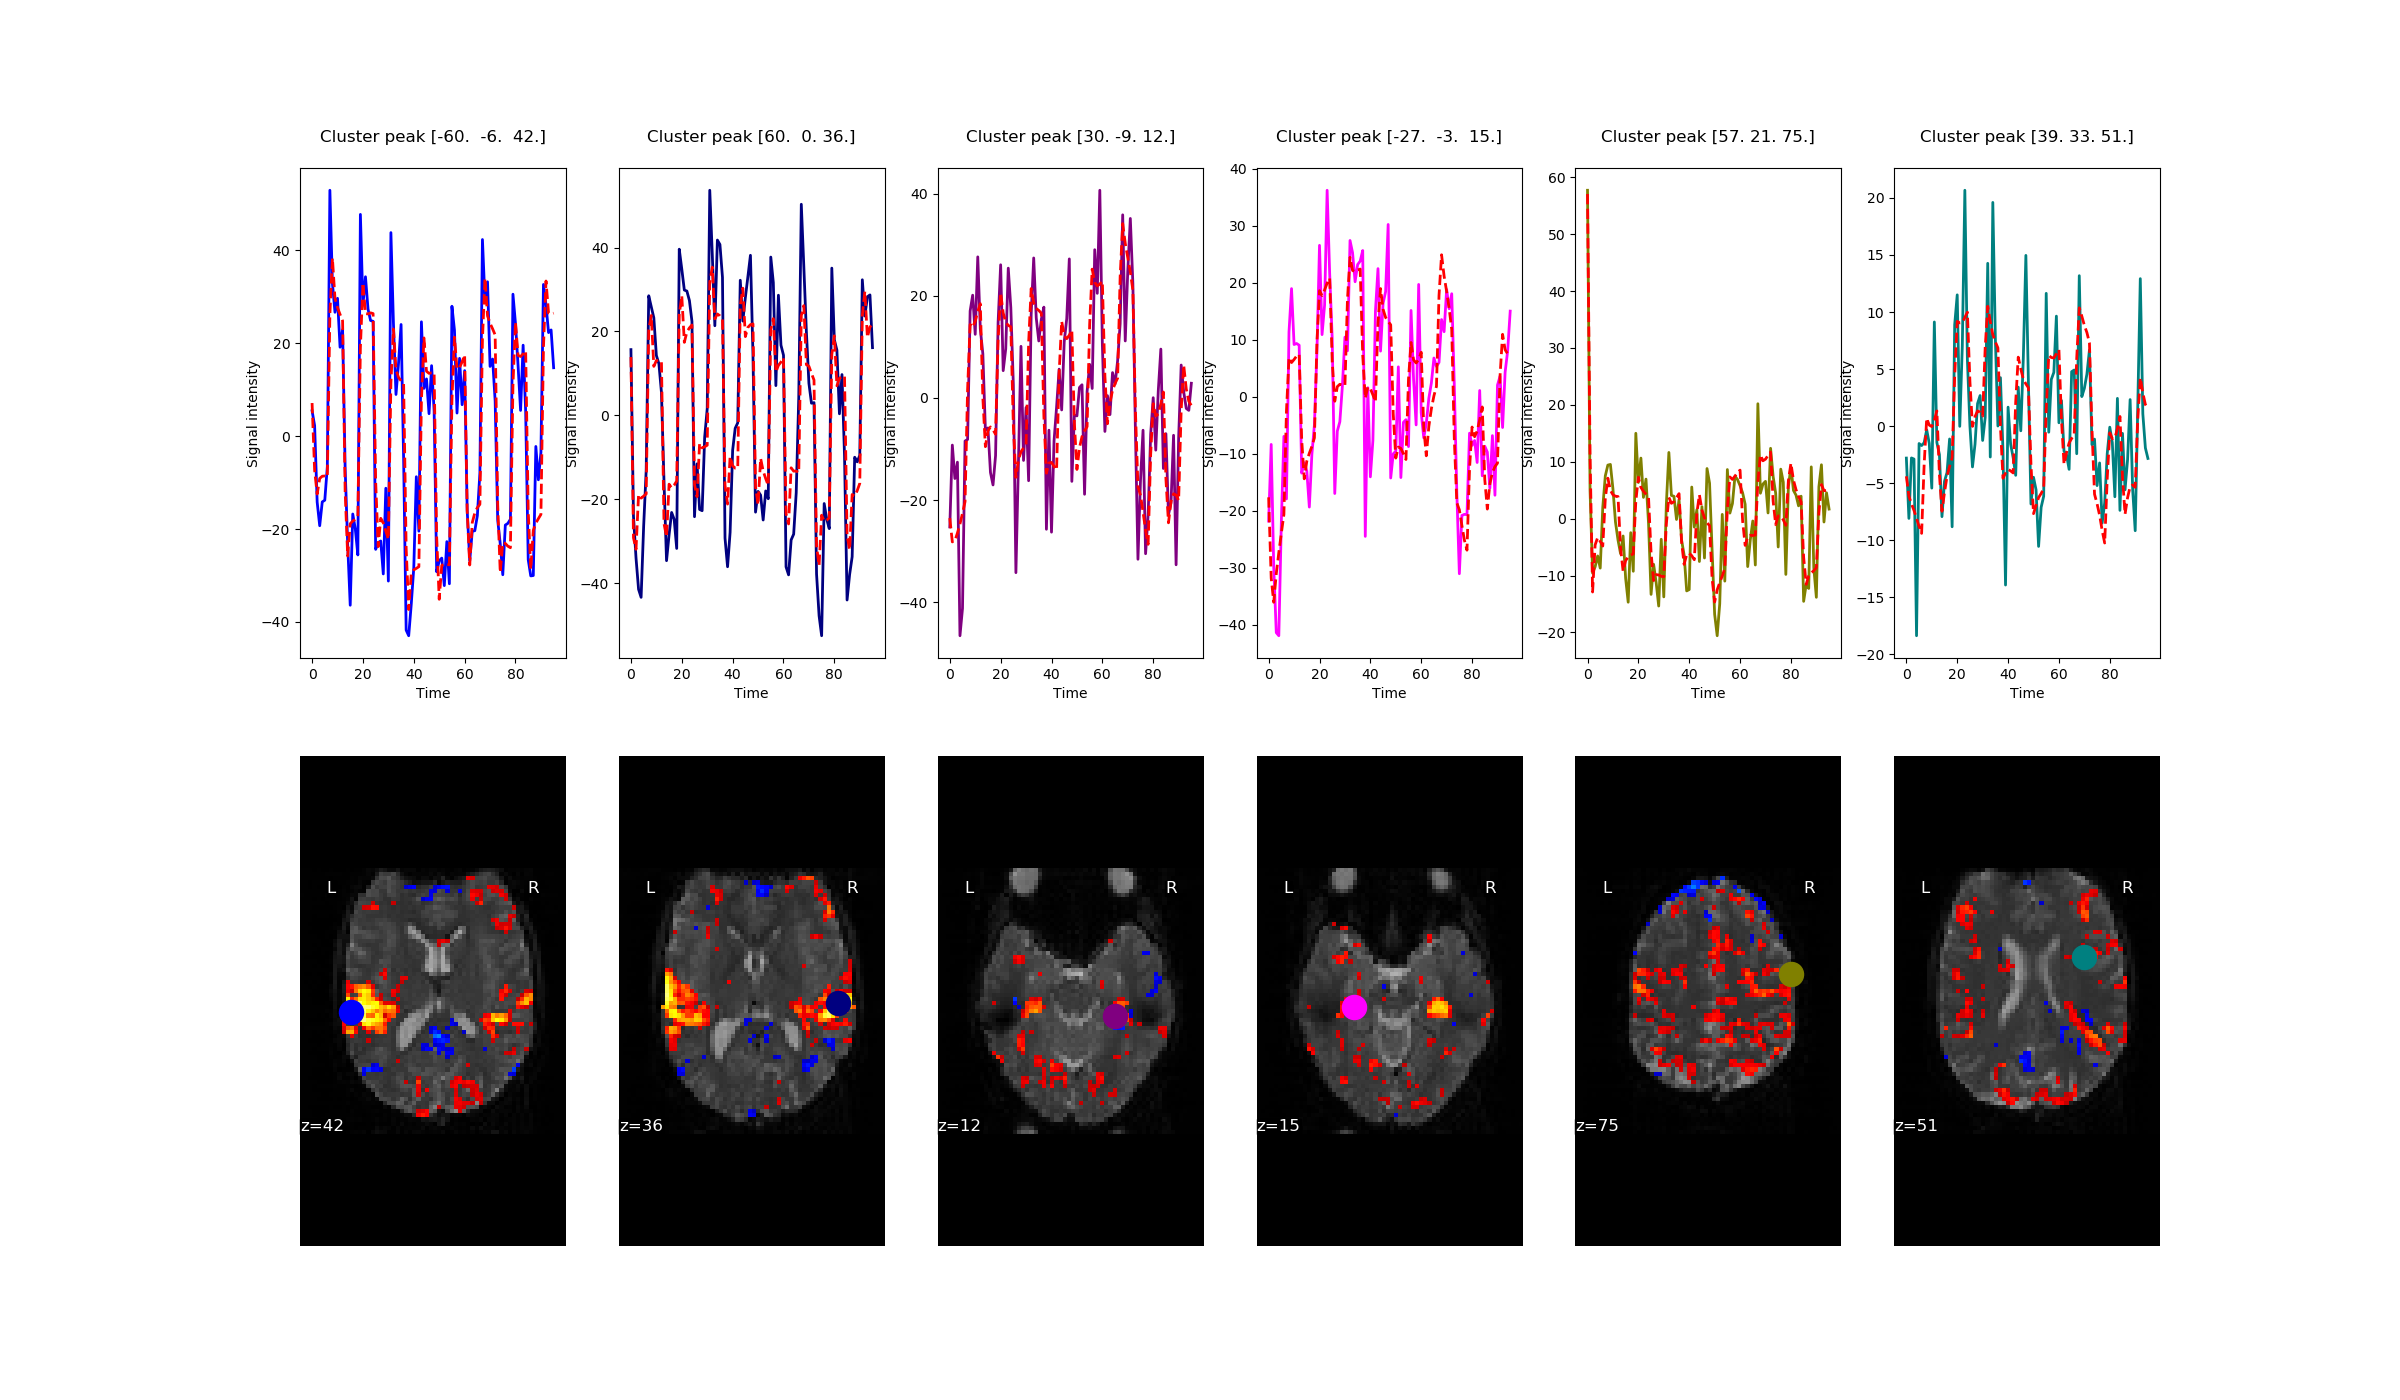 Cluster peak [-60.  -6.  42.]
Cluster peak [60.  0. 36.]
Cluster peak [30. -9. 12.]
Cluster peak [-27.  -3.  15.]
Cluster peak [57. 21. 75.]
Cluster peak [39. 33. 51.]
Signal intensity
40
20
0
−20
−40
0 20 40 60 80
Time
Signal intensity
40
20
0
−20
−40
0 20 40 60 80
Time
Signal intensity
40
20
0
−20
−40
0 20 40 60 80
Time
Signal intensity
40
30
20
10
0
−10
−20
−30
−40
0 20 40 60 80
Time
Signal intensity
60
50
40
30
20
10
0
−10
−20
0 20 40 60 80
Time
Signal intensity
20
15
10
5
0
−5
−10
−15
−20
0 20 40 60 80
Time
L R
z=42
L R
z=36
L R
z=12
L R
z=15
L R
z=75
L R
z=51